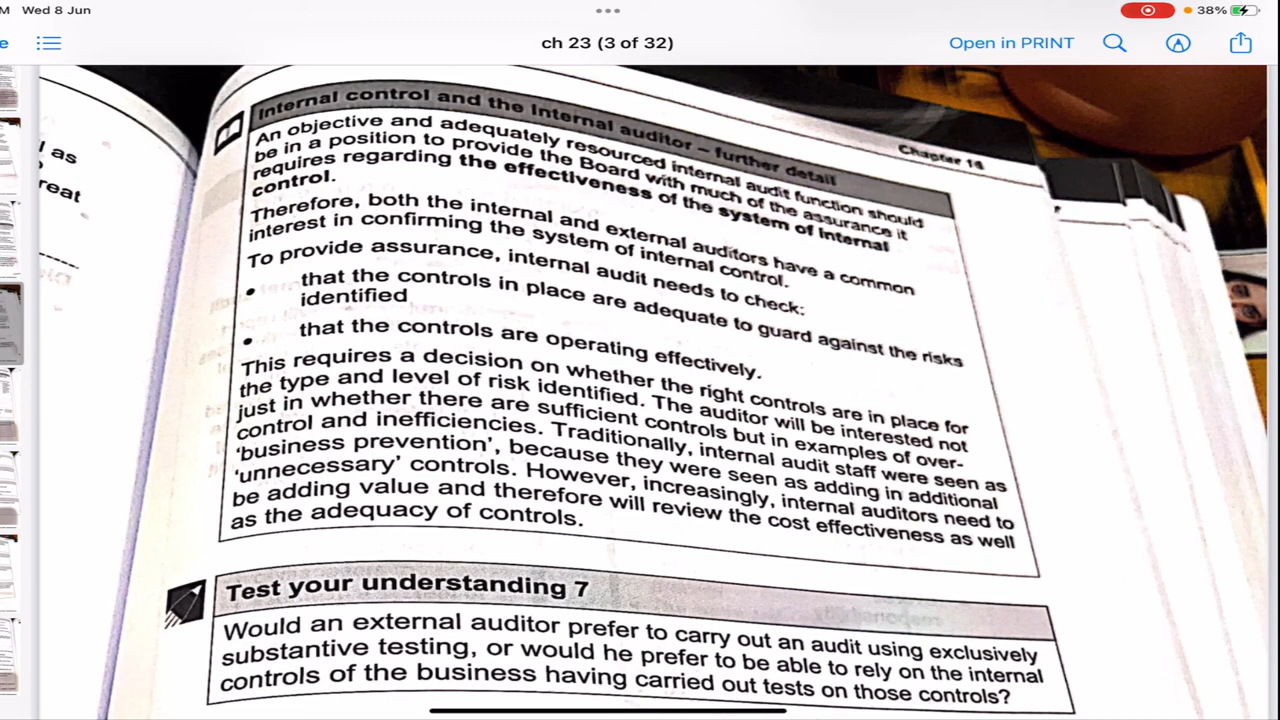 M Wed 8 Jun
38%
e
ch 23 (3 of 32)
Open in PRINT
l as
reat
Chapter 16
Internal control and the Internal auditor – further detail
An objective and adequately resourced internal audit function should
be in a position to provide the Board with much of the assurance it
requires regarding the effectiveness of the system of internal
control.
Therefore, both the internal and external auditors have a common
interest in confirming the system of internal control.
To provide assurance, internal audit needs to check:
• that the controls in place are adequate to guard against the risks
identified
• that the controls are operating effectively.
This requires a decision on whether the right controls are in place for
the type and level of risk identified. The auditor will be interested not
just in whether there are sufficient controls but in examples of over-
control and inefficiencies. Traditionally, internal audit staff were seen as
'business prevention', because they were seen as adding in additional
'unnecessary' controls. However, increasingly, internal auditors need to
be adding value and therefore will review the cost effectiveness as well
as the adequacy of controls.
Test your understanding 7
Would an external auditor prefer to carry out an audit using exclusively
substantive testing, or would he prefer to be able to rely on the internal
controls of the business having carried out tests on those controls?